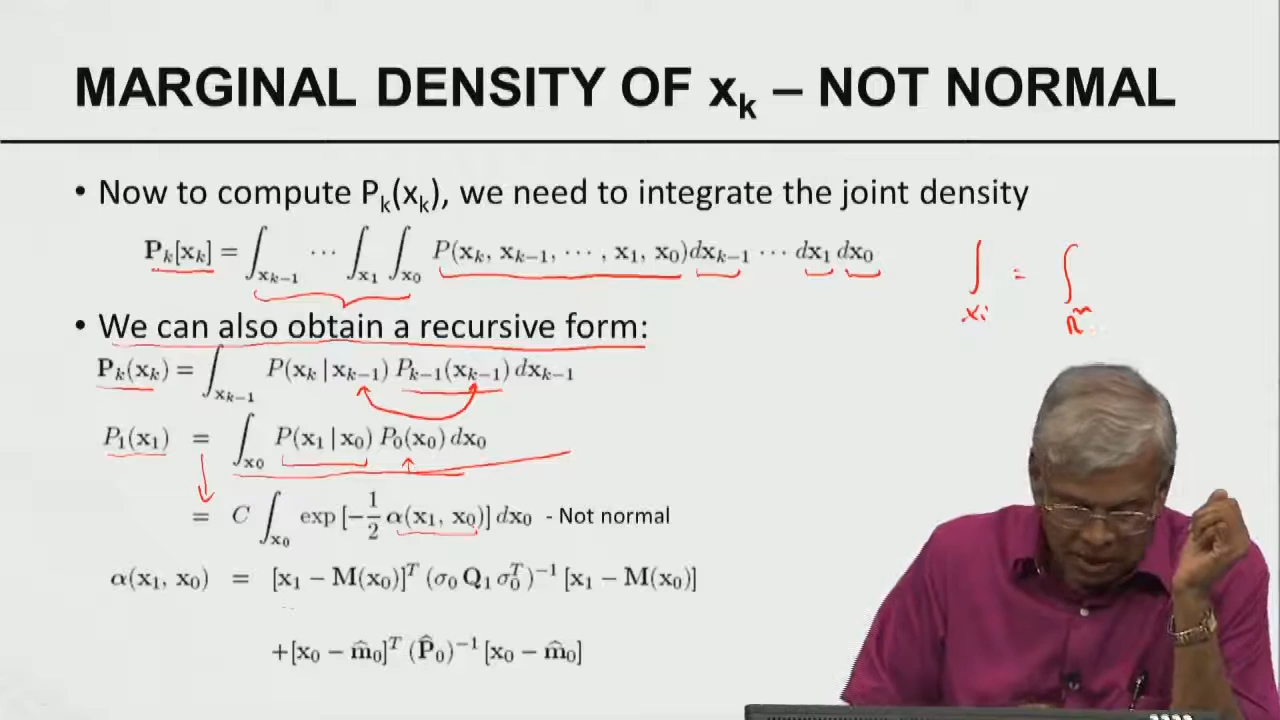 MARGINAL DENSITY OF xₖ – NOT NORMAL
• Now to compute Pₖ(xₖ), we need to integrate the joint density
Pₖ[xₖ] = ∫_{xₖ₋₁} ⋯ ∫_{x₁} ∫_{x₀} P(xₖ, xₖ₋₁, ⋯ , x₁, x₀)dxₖ₋₁ ⋯ dx₁ dx₀
∫_{xᵢ} = ∫_{Rⁿ}
• We can also obtain a recursive form:
Pₖ(xₖ) = ∫_{xₖ₋₁} P(xₖ | xₖ₋₁) Pₖ₋₁(xₖ₋₁) dxₖ₋₁
P₁(x₁) = ∫_{x₀} P(x₁ | x₀) P₀(x₀) dx₀
= C ∫_{x₀} exp [−½ α(x₁, x₀)] dx₀ - Not normal
α(x₁, x₀) = [x₁ − M(x₀)]ᵀ (σ₀ Q₁ σ₀ᵀ)⁻¹ [x₁ − M(x₀)]
+[x₀ − m̂₀]ᵀ (P̂₀)⁻¹ [x₀ − m̂₀]